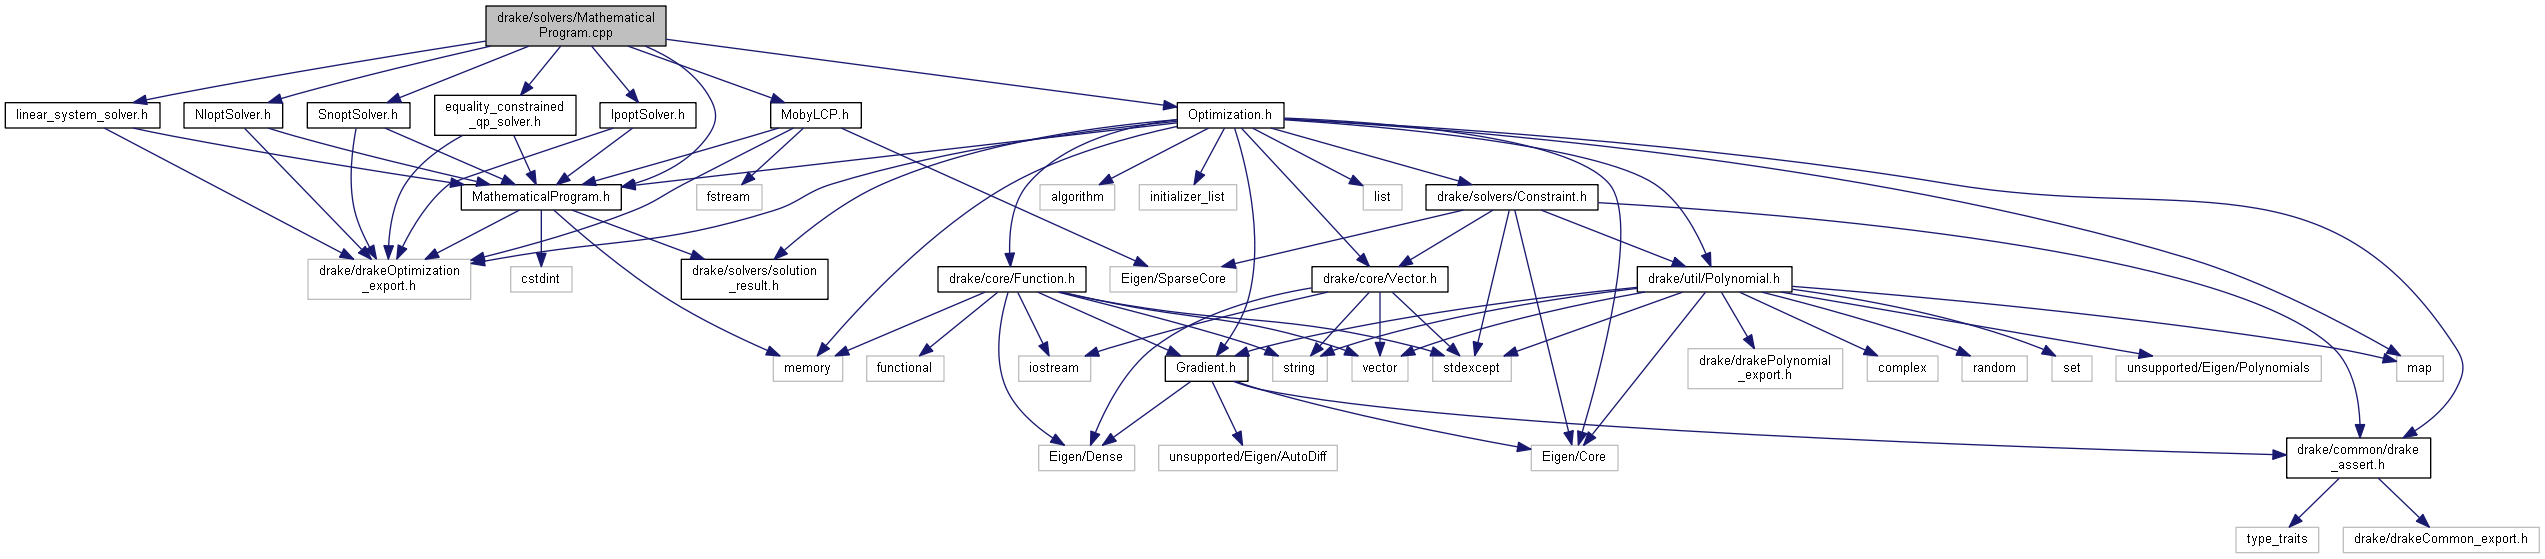 drake/solvers/Mathematical
Program.cpp
linear_system_solver.h
NloptSolver.h
SnoptSolver.h
equality_constrained
_qp_solver.h
IpoptSolver.h
MobyLCP.h
Optimization.h
MathematicalProgram.h
fstream
algorithm
initializer_list
list
drake/solvers/Constraint.h
drake/drakeOptimization
_export.h
cstdint
drake/solvers/solution
_result.h
drake/core/Function.h
Eigen/SparseCore
drake/core/Vector.h
drake/util/Polynomial.h
memory
functional
iostream
Gradient.h
string
vector
stdexcept
drake/drakePolynomial
_export.h
complex
random
set
unsupported/Eigen/Polynomials
map
Eigen/Dense
unsupported/Eigen/AutoDiff
Eigen/Core
drake/common/drake
_assert.h
type_traits
drake/drakeCommon_export.h